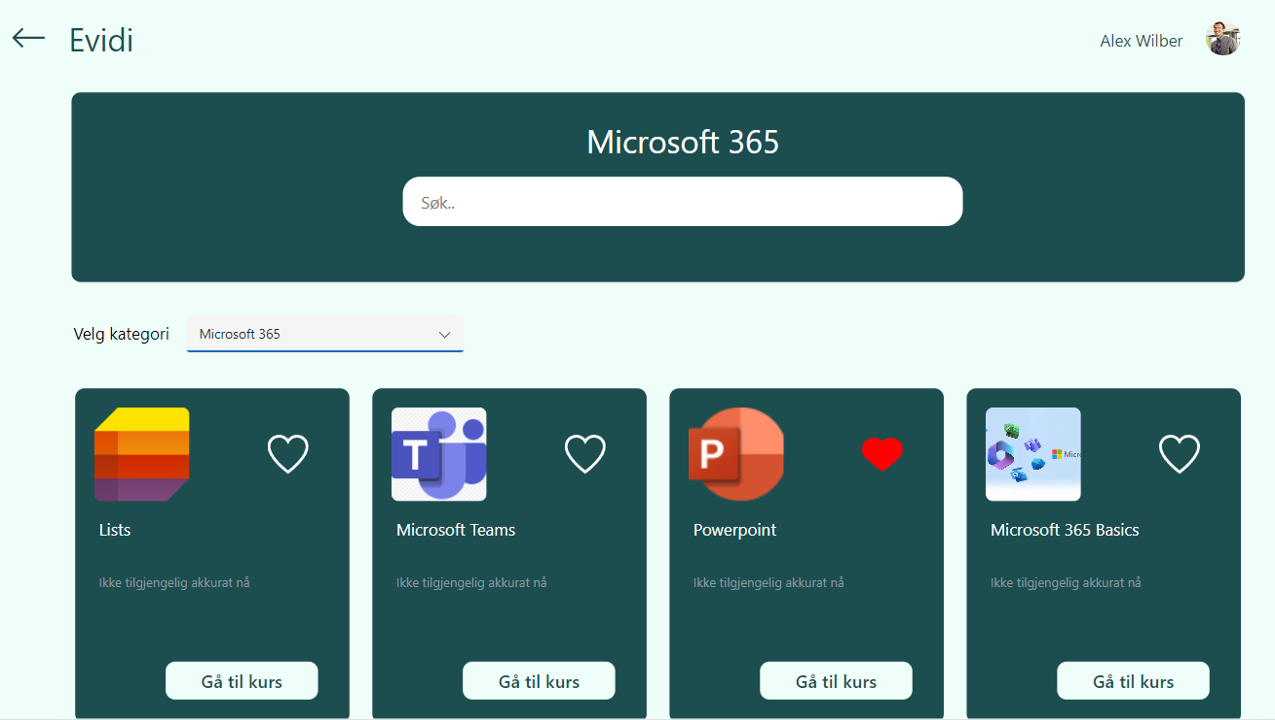 Evidi
Alex Wilber
Microsoft 365
Søk..
Velg kategori
Microsoft 365
T
P
Lists
Microsoft Teams
Powerpoint
Microsoft 365 Basics
Ikke tilgjengelig akkurat nå
Ikke tilgjengelig akkurat nå
Ikke tilgjengelig akkurat nå
Ikke tilgjengelig akkurat nå
Gå til kurs
Gå til kurs
Gå til kurs
Gå til kurs